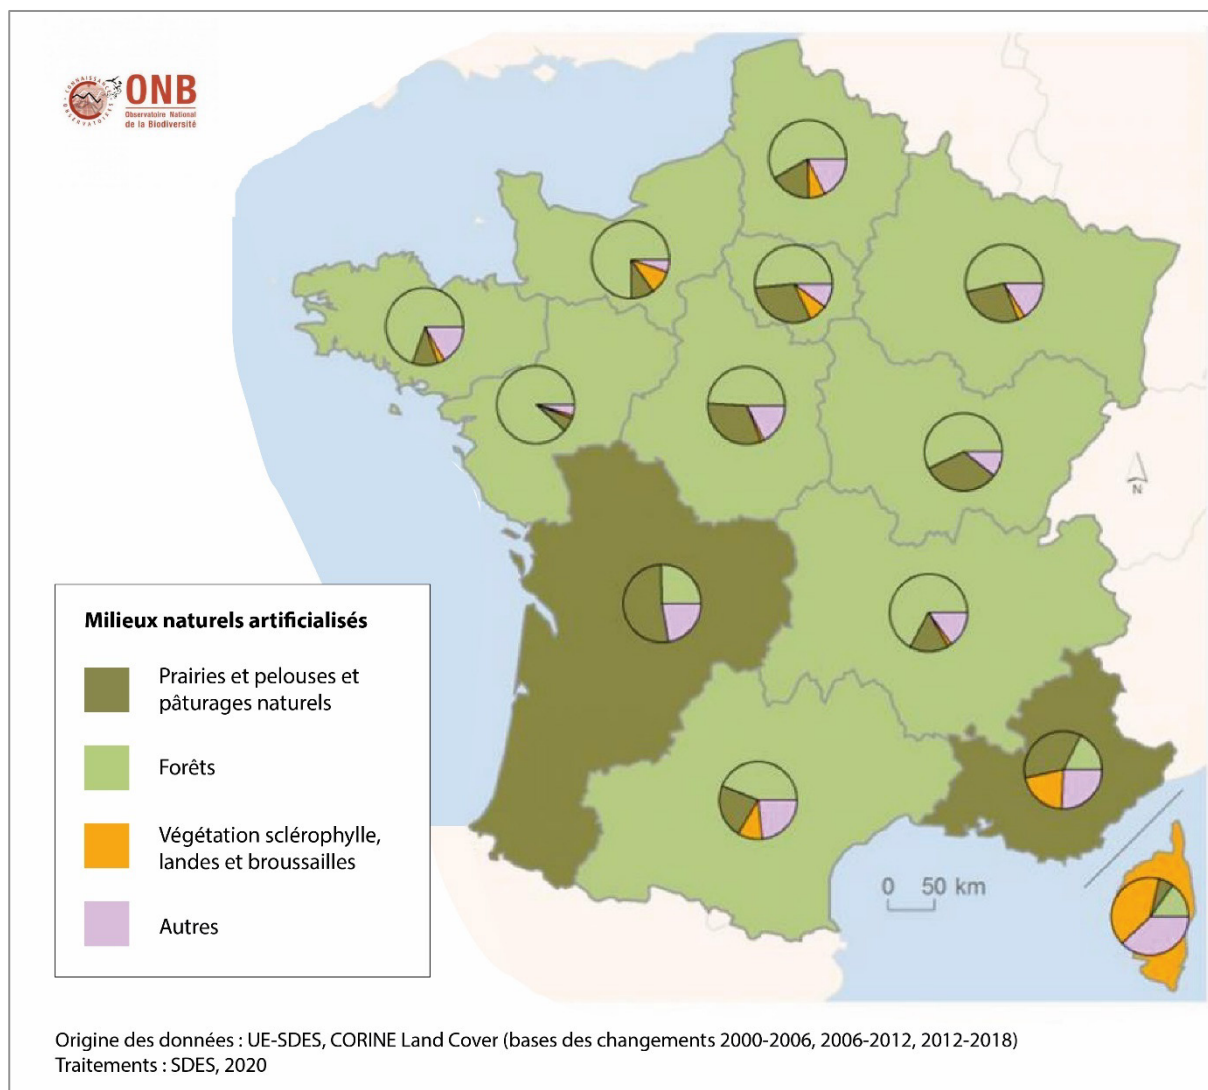 ONB
Observatoire National
de la Biodiversité
N
0 50 km
Milieux naturels artificialisés
Prairies et pelouses et
pâturages naturels
Forêts
Végétation sclérophylle,
landes et broussailles
Autres
Origine des données : UE-SDES, CORINE Land Cover (bases des changements 2000-2006, 2006-2012, 2012-2018)
Traitements : SDES, 2020